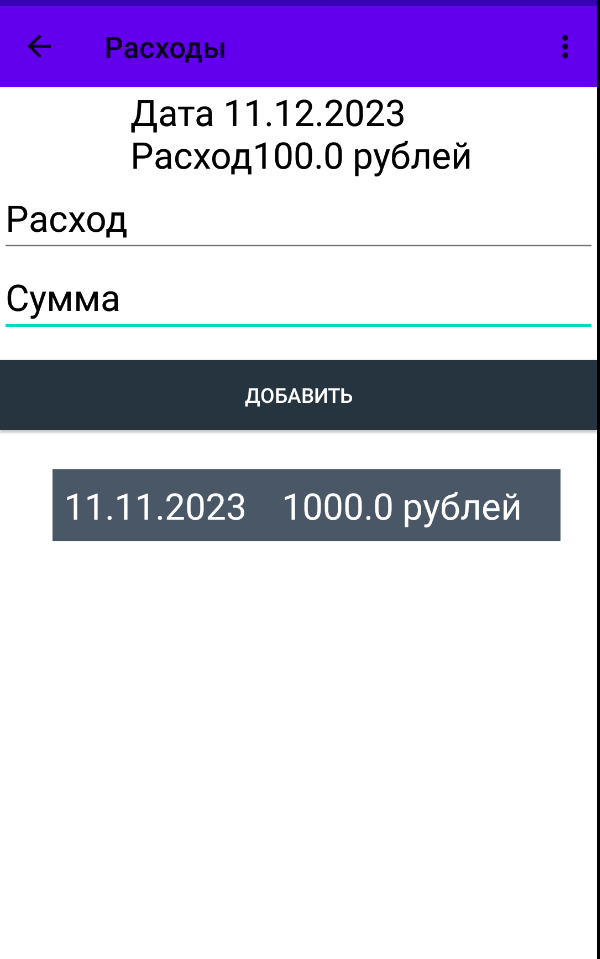 Расходы
Дата 11.12.2023
Расход100.0 рублей
Расход
Сумма
ДОБАВИТЬ
11.11.2023 1000.0 рублей